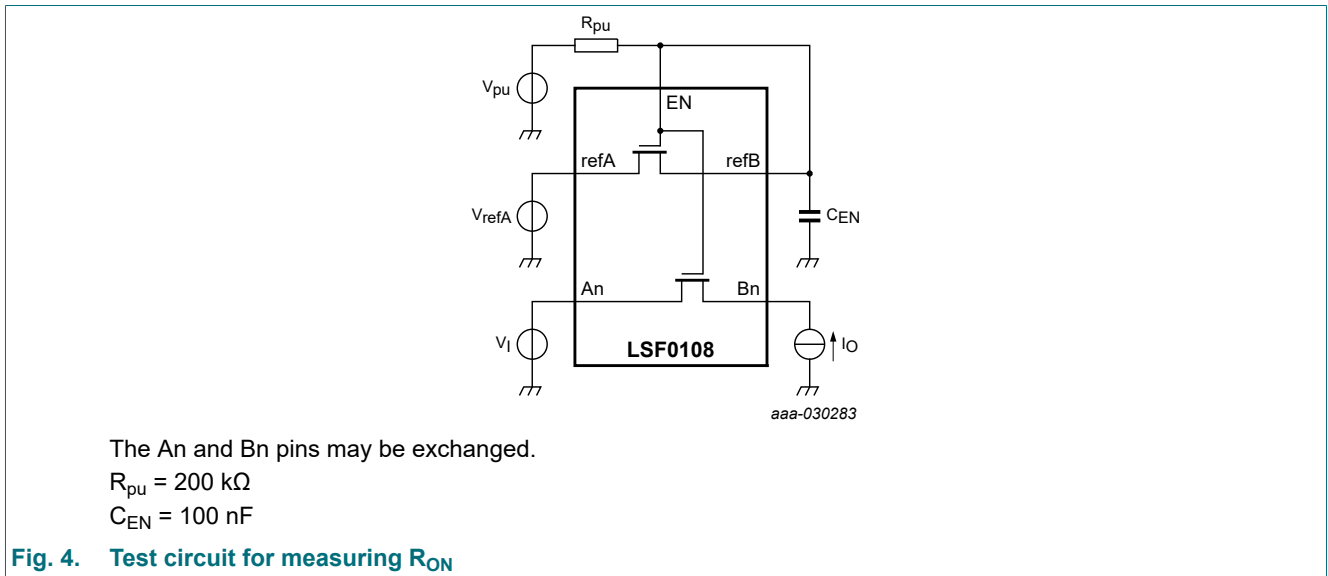 Rpu
Vpu
EN
refA
refB
VrefA
CEN
An
Bn
VI
IO
LSF0108
aaa-030283
The An and Bn pins may be exchanged.
Rpu = 200 kΩ
CEN = 100 nF
Fig. 4. Test circuit for measuring RON